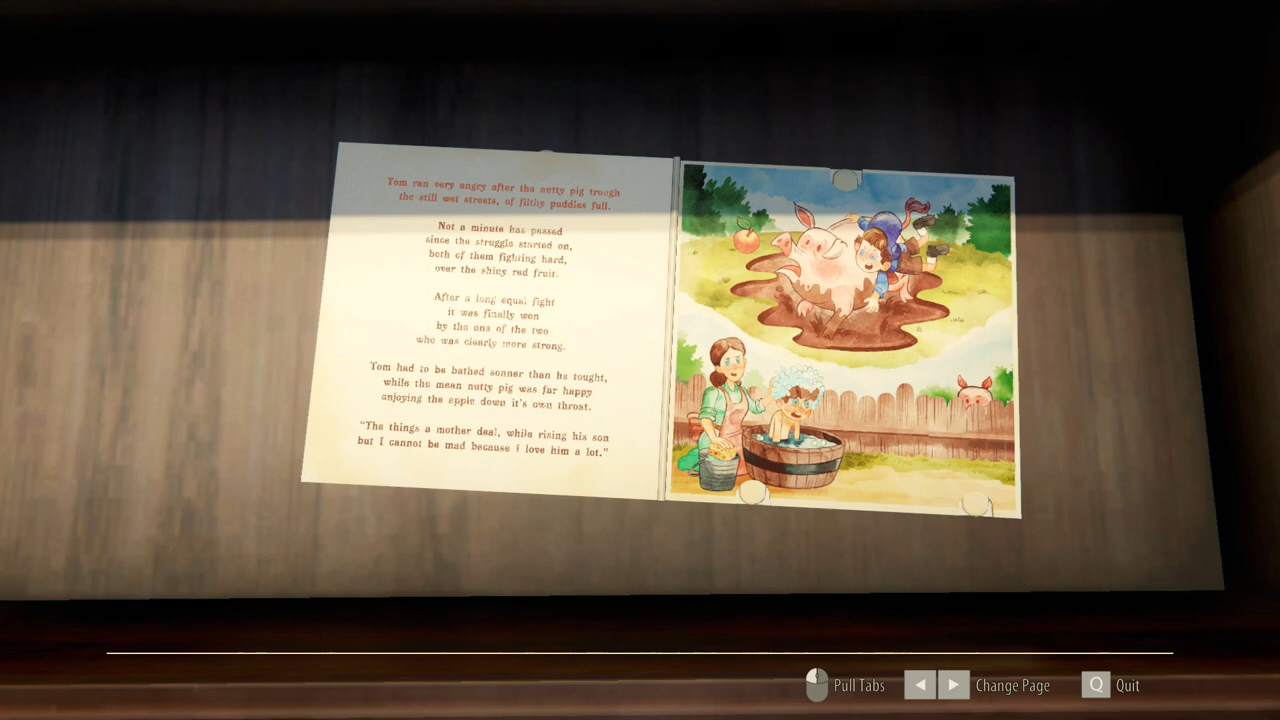 Tom ran very angry after the nutty pig trough
the still wet streets, of filthy puddles full.
Not a minute has passed
since the struggle started on,
both of them fighting hard,
over the shiny red fruit.
After a long equal fight
it was finally won
by the one of the two
who was clearly more strong.
Tom had to be bathed sonner than he tought,
while the mean nutty pig was far happy
enjoying the apple down it's own throat.
"The things a mother deal, while rising his son
but I cannot be mad because I love him a lot."
Pull Tabs
Change Page
Q Quit